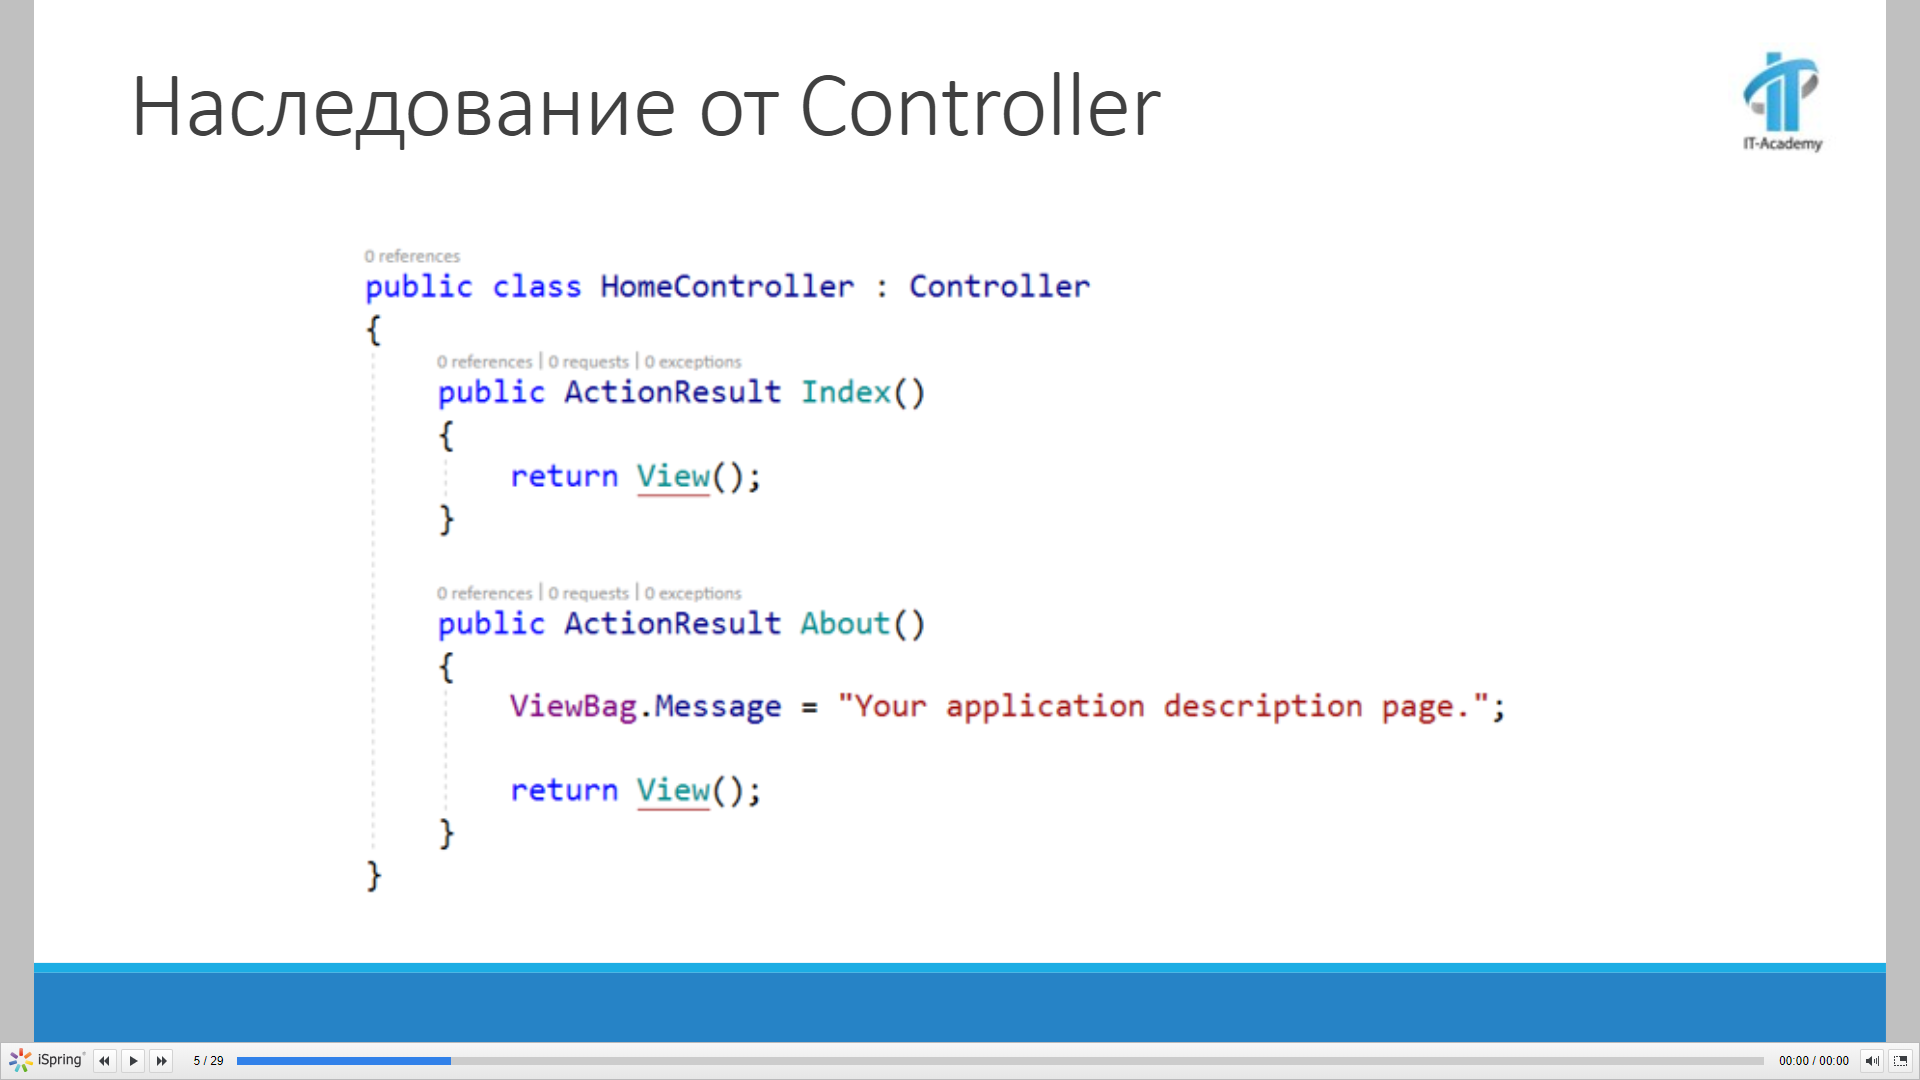 Наследование от Controller
IT-Academy
0 references
public class HomeController : Controller
{
0 references | 0 requests | 0 exceptions
public ActionResult Index()
{
return View();
}
0 references | 0 requests | 0 exceptions
public ActionResult About()
{
ViewBag.Message = "Your application description page.";
return View();
}
}
iSpring 5 / 29 00:00 / 00:00